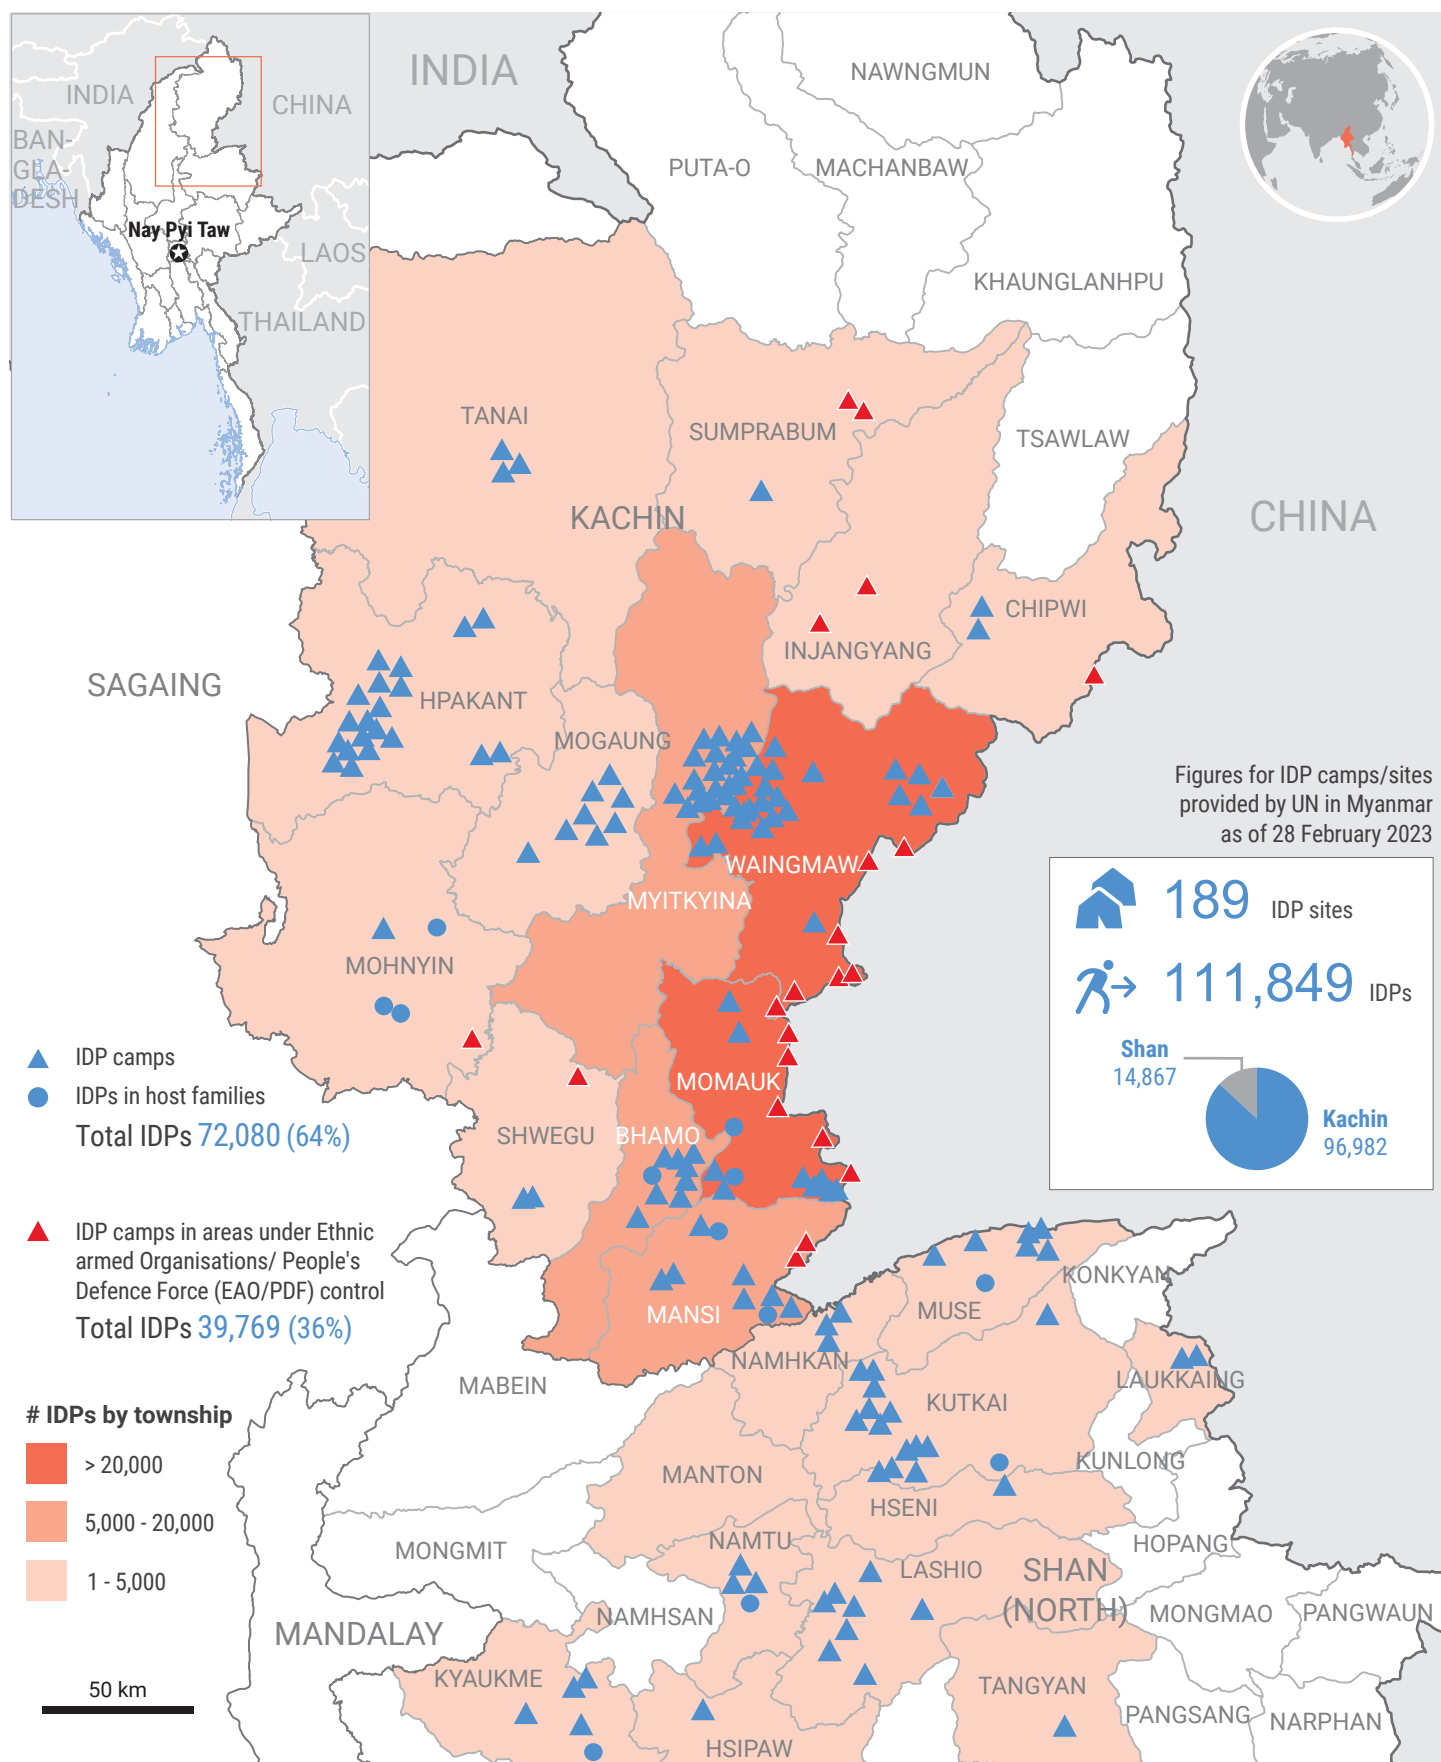 INDIA
CHINA
BAN-
GLA-
DESH
Nay Pyi Taw
LAOS
THAILAND
INDIA
NAWNGMUN
PUTA-O
MACHANBAW
KHAUNGLANHPU
TANAI
SUMPRABUM
TSAWLAW
KACHIN
CHINA
CHIPWI
INJANGYANG
SAGAING
HPAKANT
MOGAUNG
WAINGMAW
MYITKYINA
MOHNYIN
MOMAUK
SHWEGU
BHAMO
MANSI
KONKYAN
MUSE
NAMHKAN
LAUKKAING
MABEIN
KUTKAI
KUNLONG
MANTON
HSENI
NAMTU
HOPANG
MONGMIT
LASHIO
SHAN
(NORTH)
NAMHSAN
MONGMAO
PANGWAUN
MANDALAY
KYAUKME
TANGYAN
PANGSANG
NARPHAN
HSIPAW
Figures for IDP camps/sites
provided by UN in Myanmar
as of 28 February 2023
189 IDP sites
111,849 IDPs
Shan
14,867
Kachin
96,982
IDP camps
IDPs in host families
Total IDPs 72,080 (64%)
IDP camps in areas under Ethnic
armed Organisations/ People's
Defence Force (EAO/PDF) control
Total IDPs 39,769 (36%)
# IDPs by township
> 20,000
5,000 - 20,000
1 - 5,000
50 km